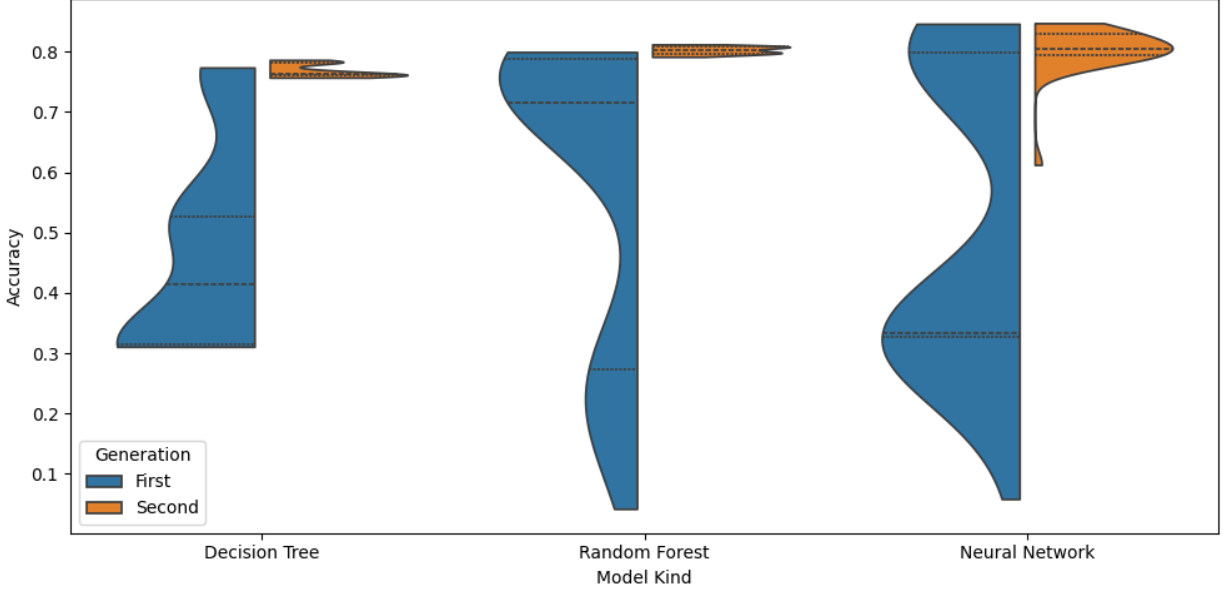 0.8
0.7
0.6
0.5
0.4
0.3
0.2
0.1
Accuracy
Generation
First
Second
Decision Tree
Random Forest
Neural Network
Model Kind